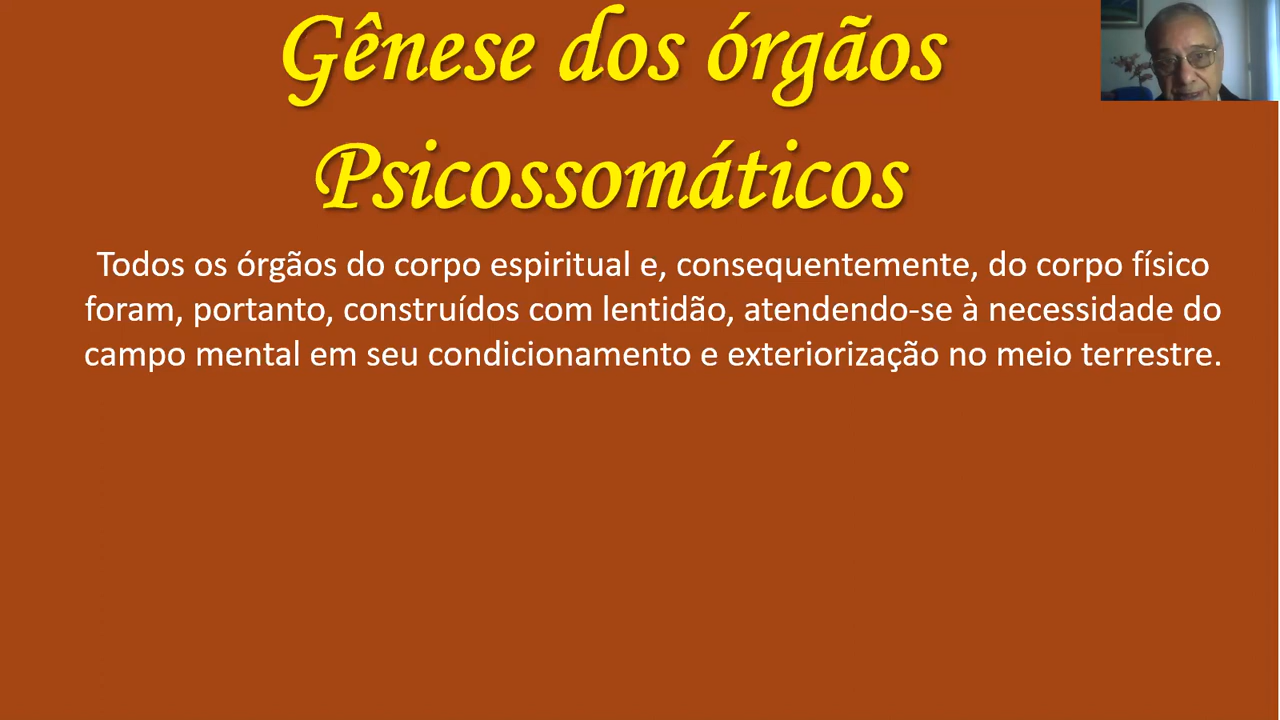 Gênese dos órgãos
Psicossomáticos
Todos os órgãos do corpo espiritual e, consequentemente, do corpo físico
foram, portanto, construídos com lentidão, atendendo-se à necessidade do
campo mental em seu condicionamento e exteriorização no meio terrestre.